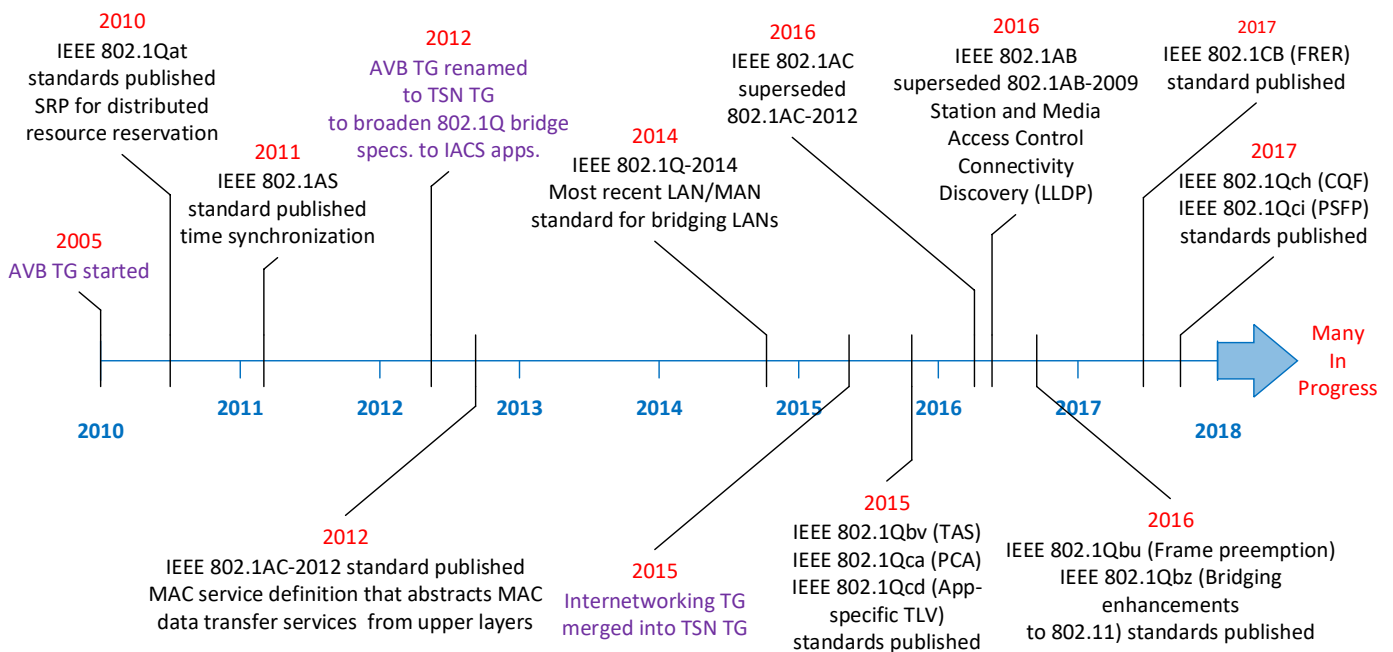 2010
IEEE 802.1Qat
standards published
SRP for distributed
resource reservation
2005
AVB TG started
2011
IEEE 802.1AS
standard published
time synchronization
2012
AVB TG renamed
to TSN TG
to broaden 802.1Q bridge
specs. to IACS apps.
2014
IEEE 802.1Q-2014
Most recent LAN/MAN
standard for bridging LANs
2016
IEEE 802.1AC
superseded
802.1AC-2012
2016
IEEE 802.1AB
superseded 802.1AB-2009
Station and Media
Access Control
Connectivity
Discovery (LLDP)
2017
IEEE 802.1CB (FRER)
standard published
2017
IEEE 802.1Qch (CQF)
IEEE 802.1Qci (PSFP)
standards published
Many
In
Progress
2010
2011
2012
2013
2014
2015
2016
2017
2018
2012
IEEE 802.1AC-2012 standard published
MAC service definition that abstracts MAC
data transfer services from upper layers
2015
Internetworking TG
merged into TSN TG
2015
IEEE 802.1Qbv (TAS)
IEEE 802.1Qca (PCA)
IEEE 802.1Qcd (App-
specific TLV)
standards published
2016
IEEE 802.1Qbu (Frame preemption)
IEEE 802.1Qbz (Bridging
enhancements
to 802.11) standards published